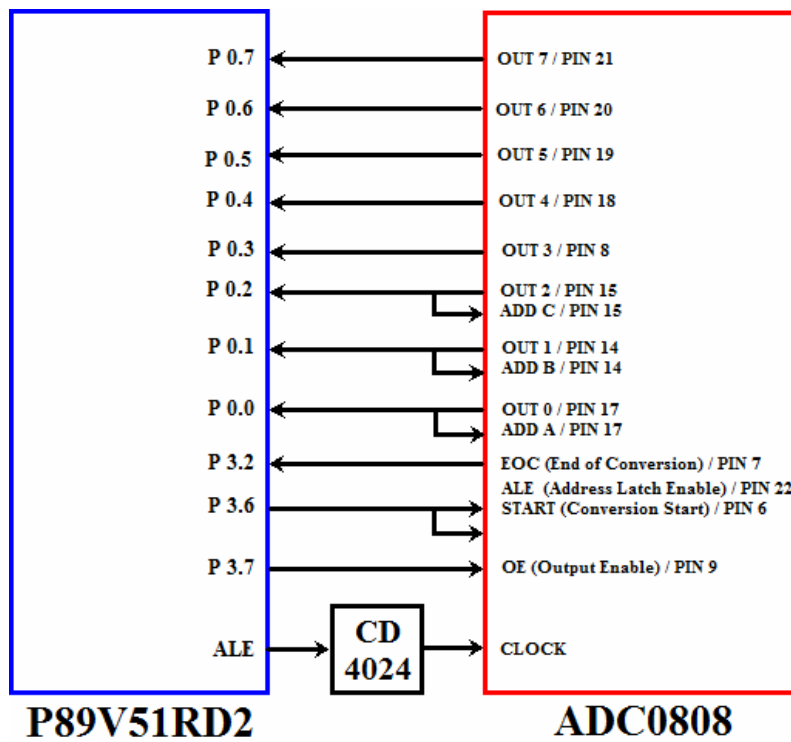 P 0.7 OUT 7 / PIN 21
P 0.6 OUT 6 / PIN 20
P 0.5 OUT 5 / PIN 19
P 0.4 OUT 4 / PIN 18
P 0.3 OUT 3 / PIN 8
P 0.2 OUT 2 / PIN 15
ADD C / PIN 15
P 0.1 OUT 1 / PIN 14
ADD B / PIN 14
P 0.0 OUT 0 / PIN 17
ADD A / PIN 17
P 3.2 EOC (End of Conversion) / PIN 7
ALE (Address Latch Enable) / PIN 22
P 3.6 START (Conversion Start) / PIN 6
P 3.7 OE (Output Enable) / PIN 9
ALE CD CLOCK
4024
P89V51RD2 ADC0808